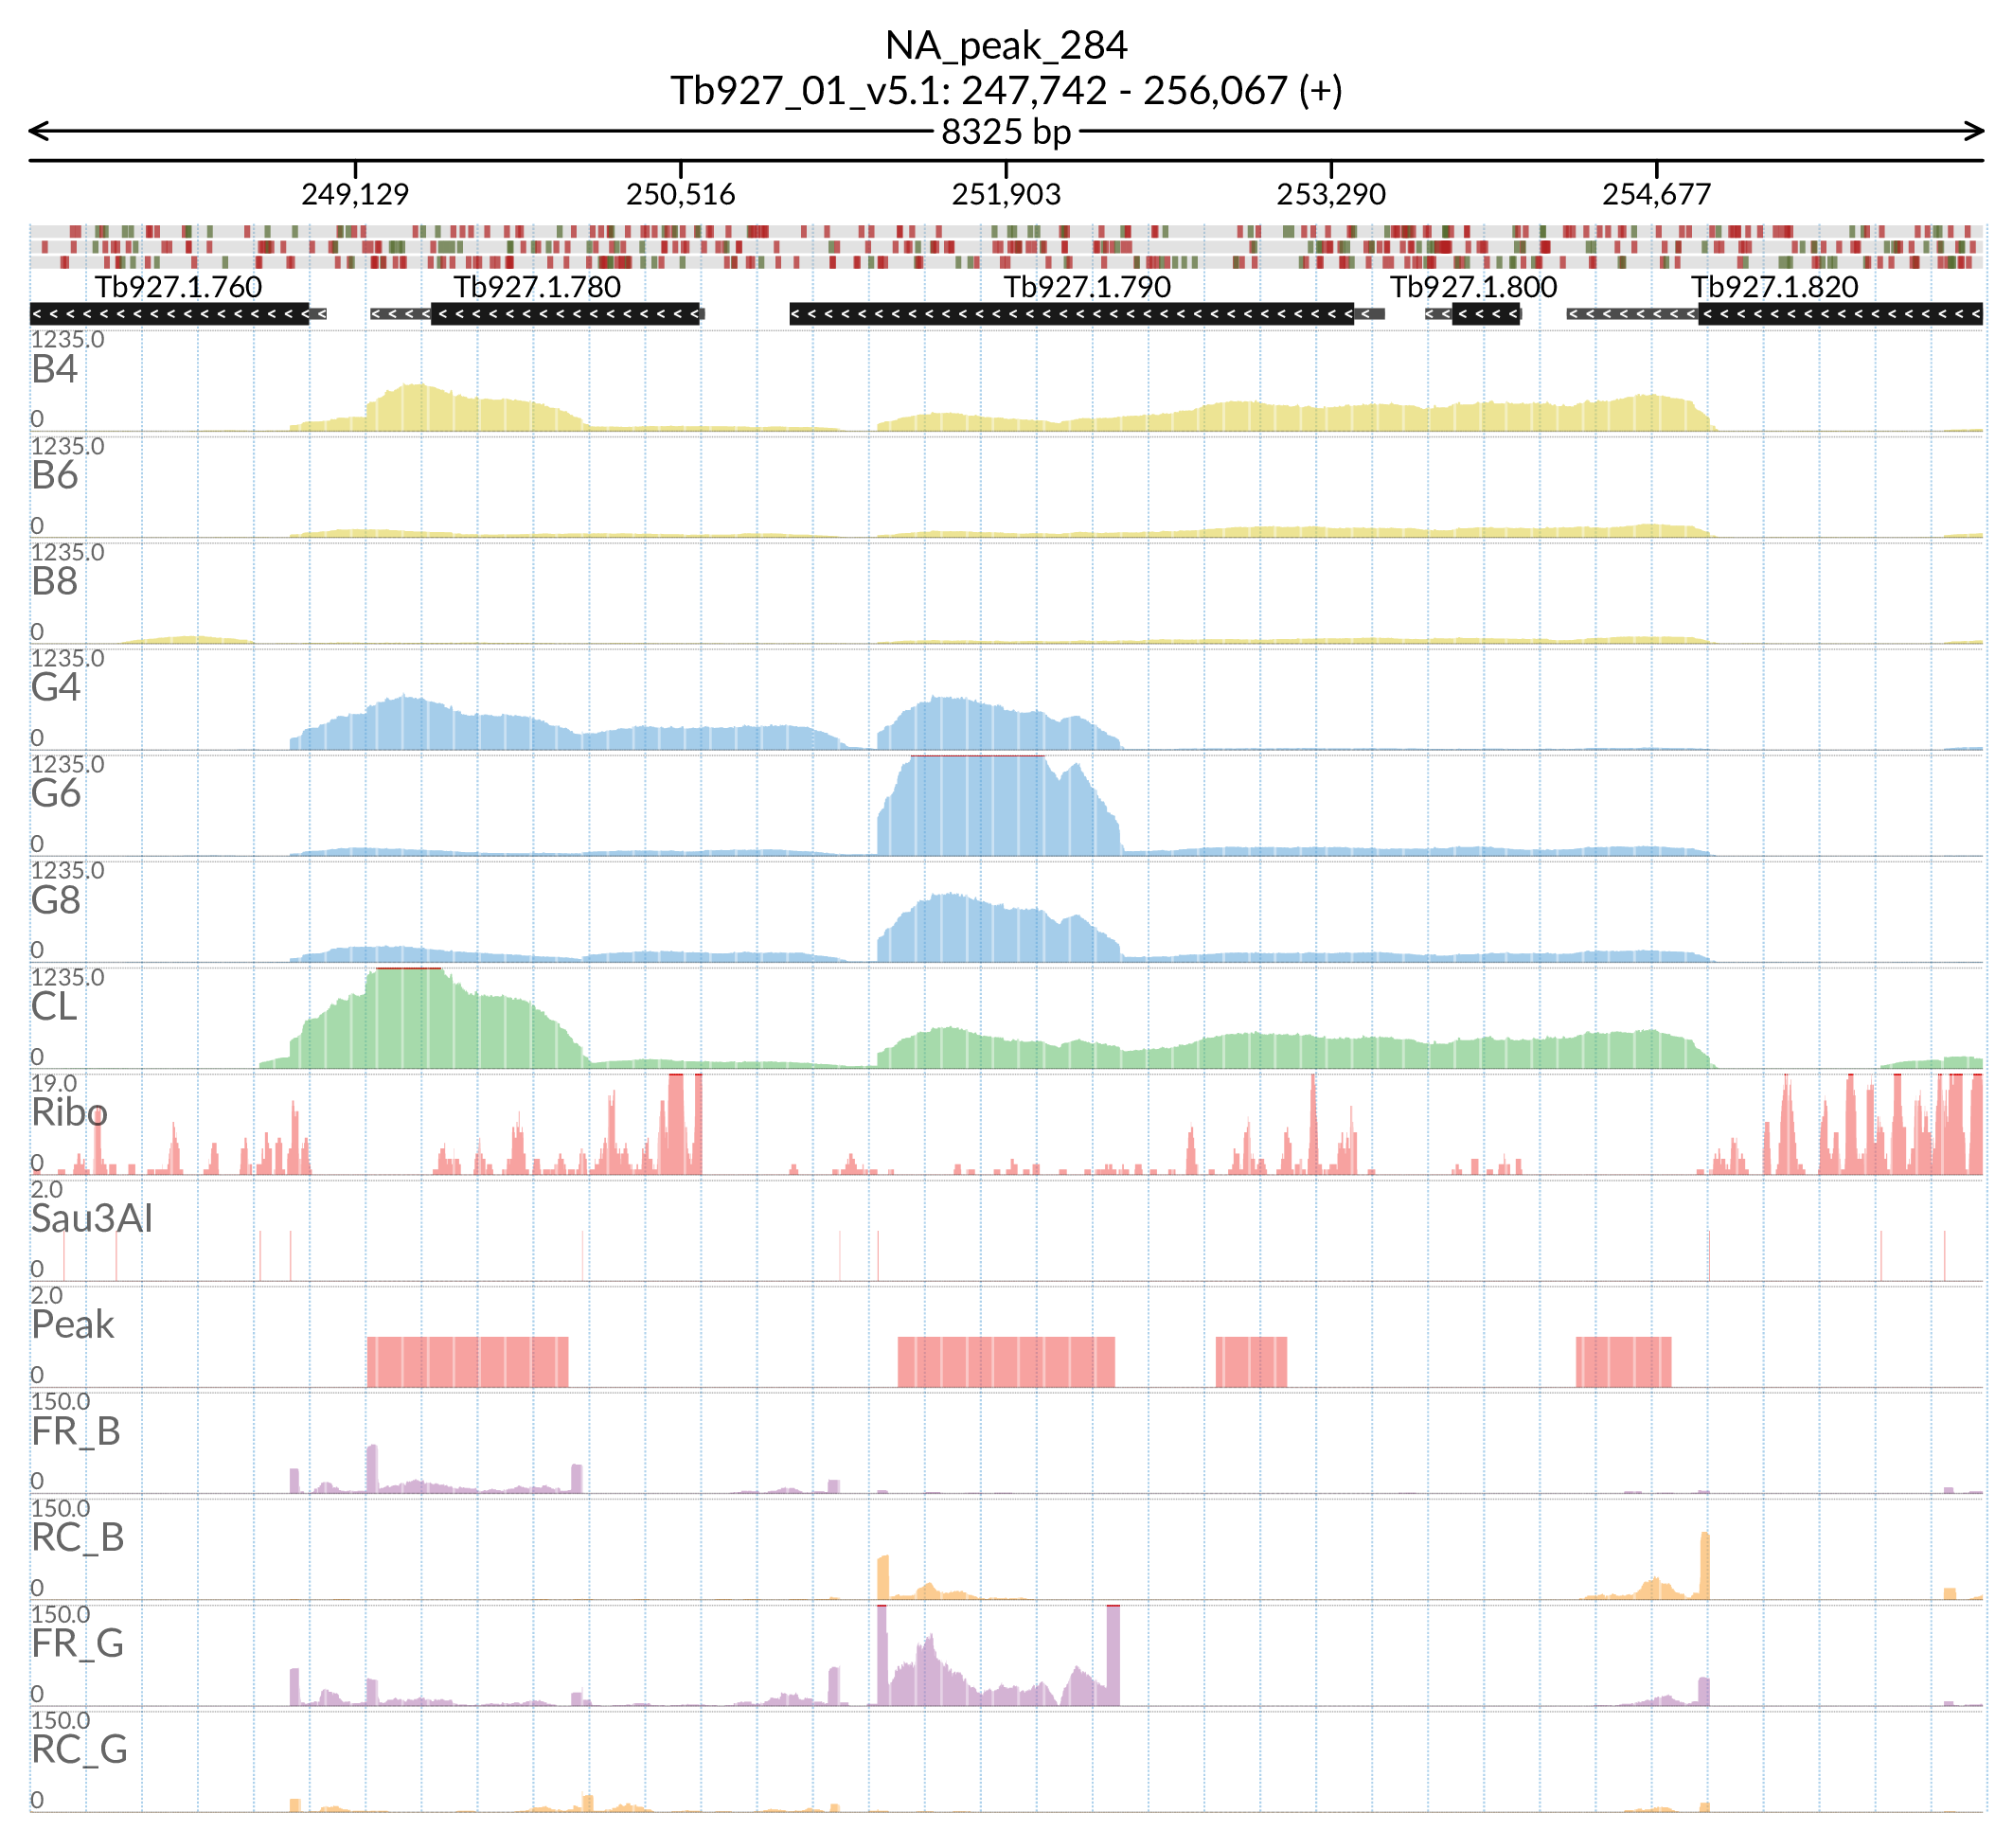 NA_peak_284
Tb927_01_v5.1: 247,742 - 256,067 (+)
8325 bp
249,129 250,516 251,903 253,290 254,677
Tb927.1.760 Tb927.1.780 Tb927.1.790 Tb927.1.800 Tb927.1.820
1235.0
B4
0
1235.0
B6
0
1235.0
B8
0
1235.0
G4
0
1235.0
G6
0
1235.0
G8
0
1235.0
CL
0
19.0
Ribo
0
2.0
Sau3AI
0
2.0
Peak
0
150.0
FR_B
0
150.0
RC_B
0
150.0
FR_G
0
150.0
RC_G
0